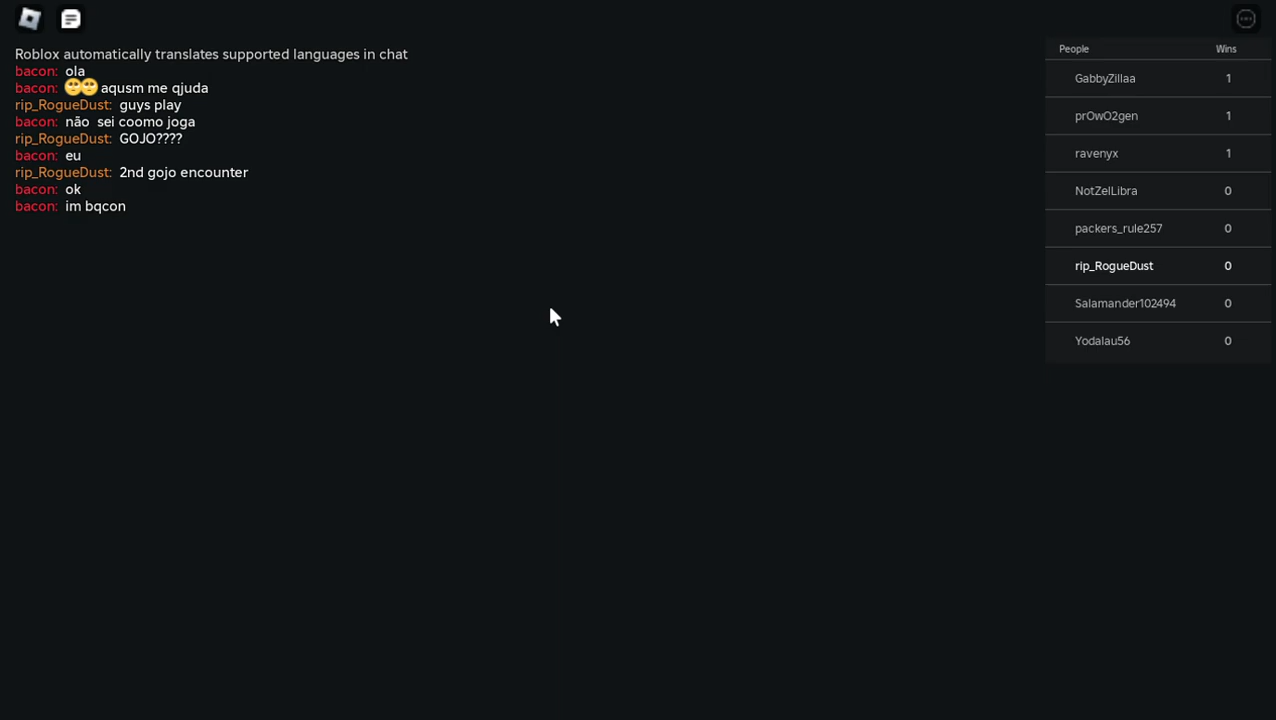 Roblox automatically translates supported languages in chat
bacon: ola
bacon: 🙄🙄 aqusm me qjuda
rip_RogueDust: guys play
bacon: não sei coomo joga
rip_RogueDust: GOJO????
bacon: eu
rip_RogueDust: 2nd gojo encounter
bacon: ok
bacon: im bqcon
People Wins
GabbyZillaa 1
prOwO2gen 1
ravenyx 1
NotZelLibra 0
packers_rule257 0
rip_RogueDust 0
Salamander102494 0
Yodalau56 0